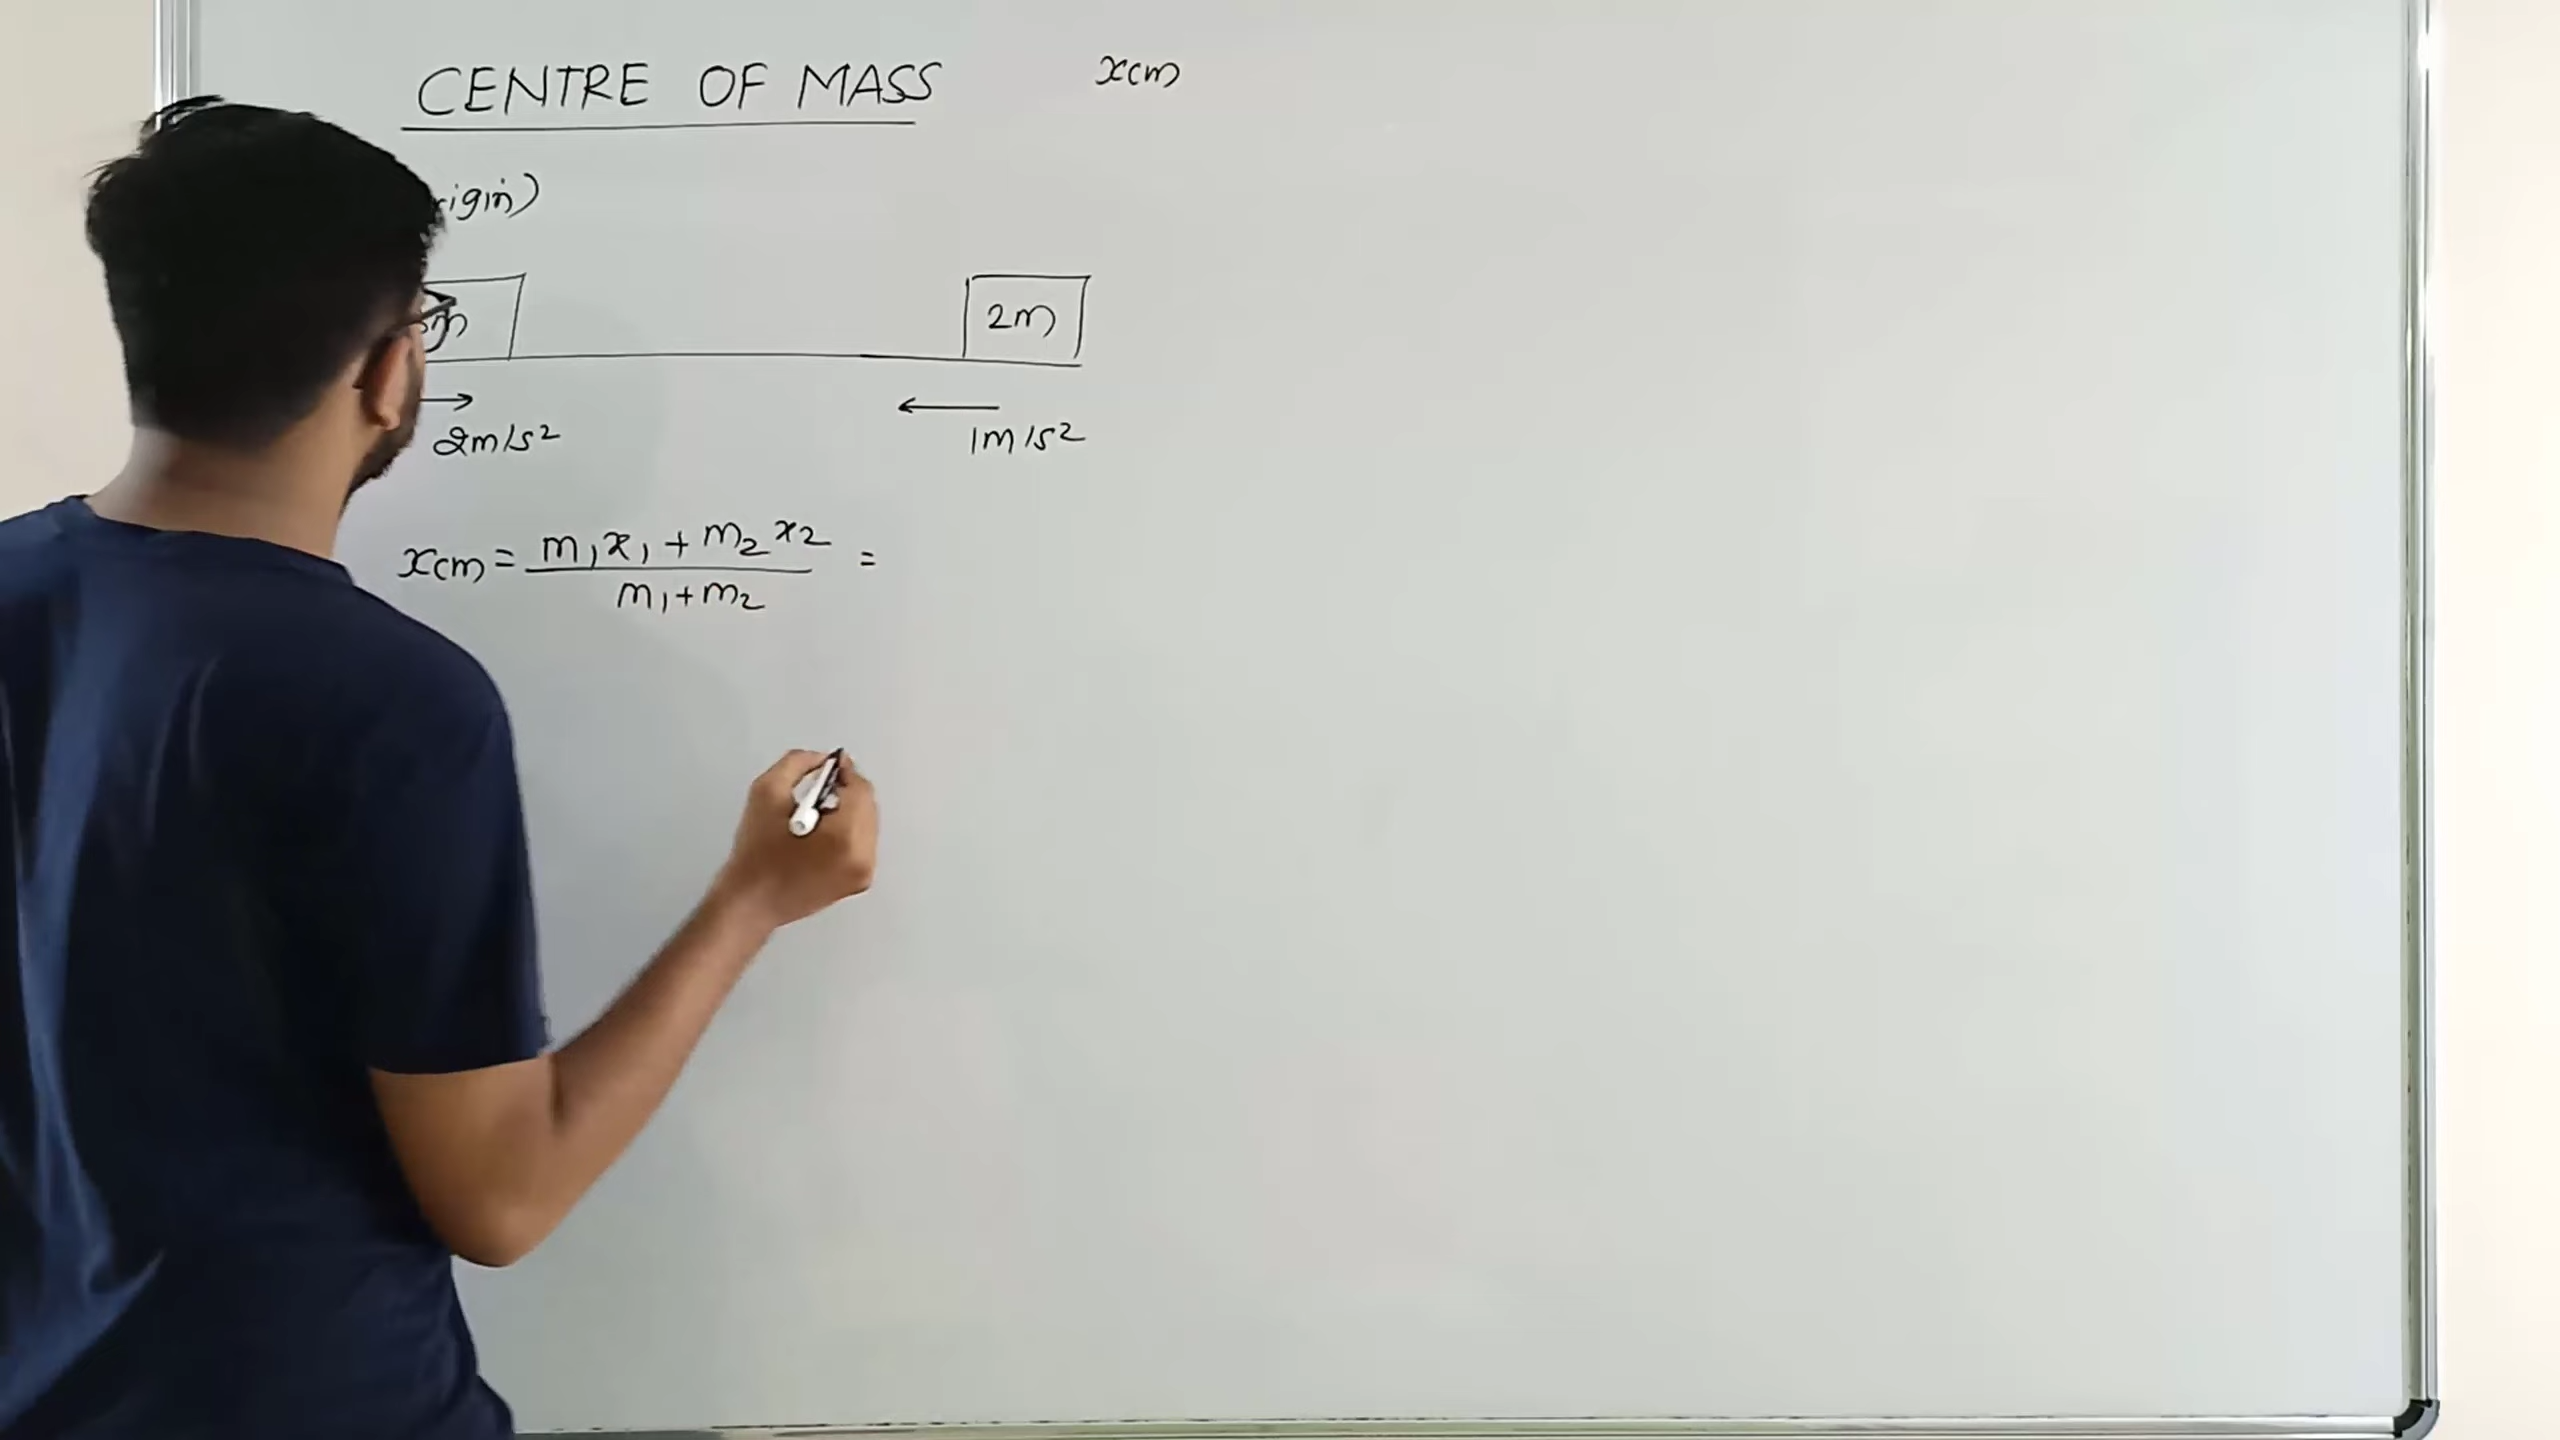 CENTRE OF MASS xcm
rigin)
m 2m
2m/s² 1m/s²
xcm = m₁x₁ + m₂x₂ / m₁+m₂ =